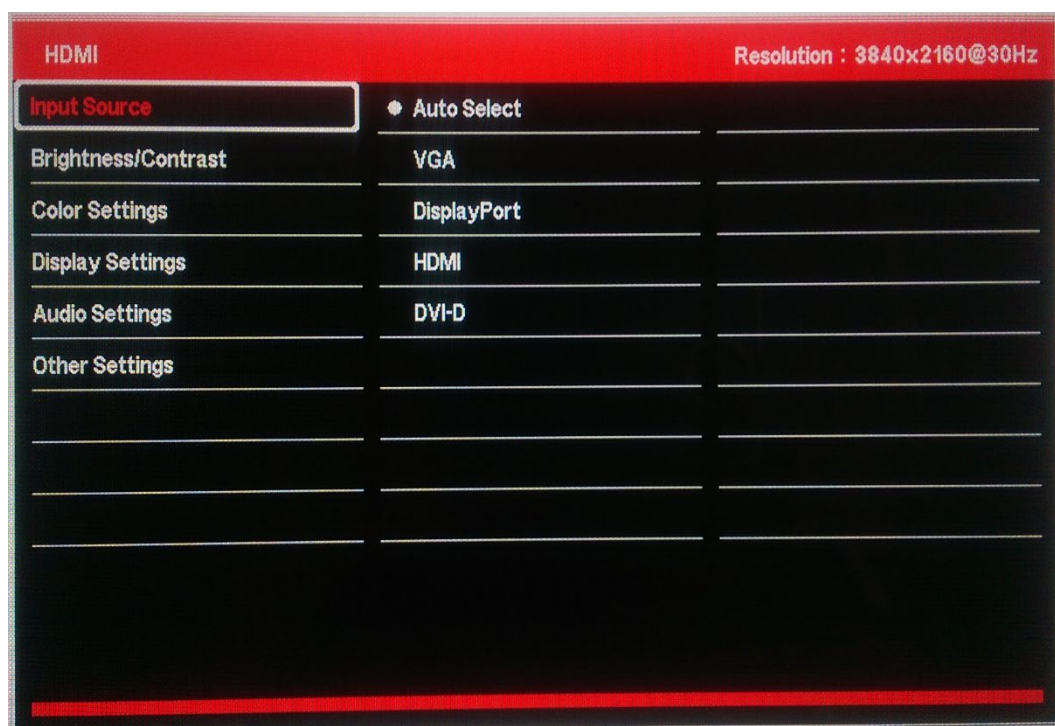 HDMI Resolution : 3840x2160@30Hz
Input Source
Auto Select
Brightness/Contrast
VGA
Color Settings
DisplayPort
Display Settings
HDMI
Audio Settings
DVI-D
Other Settings